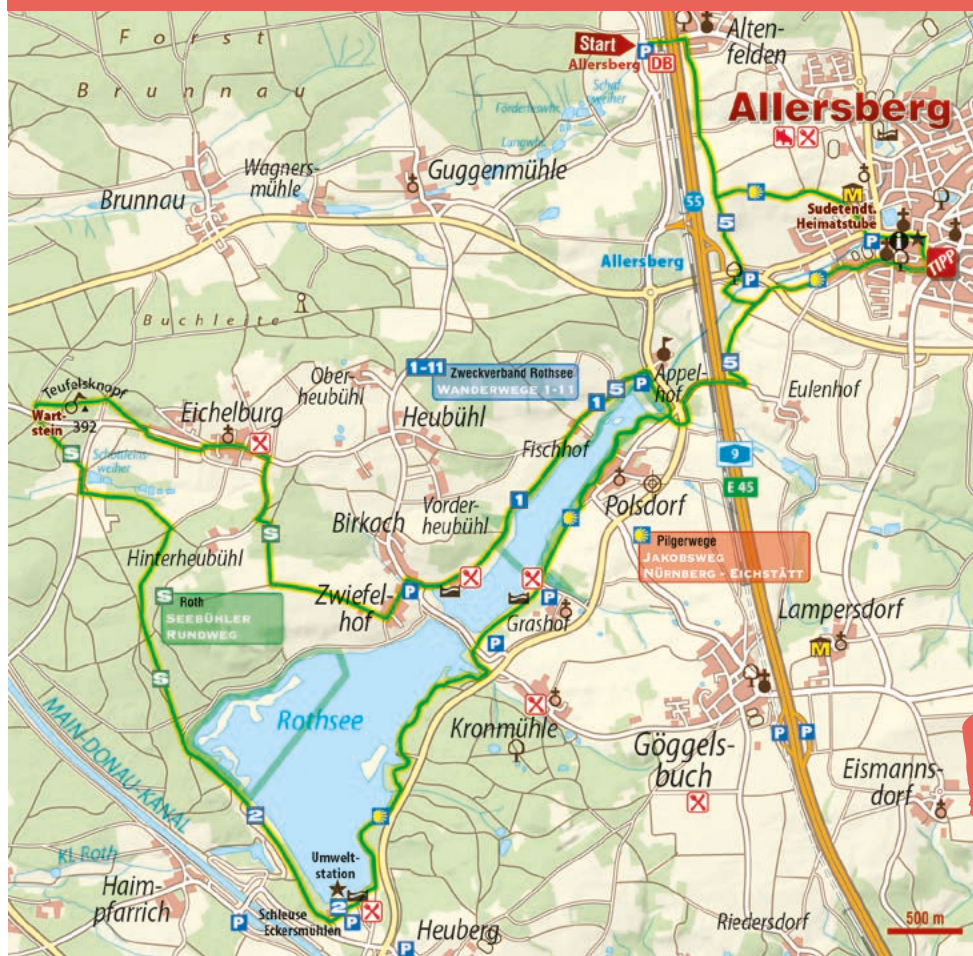 Forst
Brunnau
Start
Allersberg
P
DB
Alten-
felden
Allersberg
Schaf-
weiher
Guggenmühle
Wagners-
mühle
Brunnau
55
5
M
Sudetendt.
Heimatstube
P
i
TIPP
Allersberg
P
Buchleite
1-11
Zweckverband Rothsee
WANDERWEGE 1-11
5
P
Appel-
hof
5
Eulenhof
Ober-
heubühl
Heubühl
1
Fischhof
Teufelsknopf
Wart-
stein
392
Eichelburg
S
9
E 45
Vorder-
heubühl
1
Polsdorf
Birkach
S
Hinterheubühl
Pilgerwege
JAKOBSWEG
NÜRNBERG - EICHSTÄTT
S
Roth
SEEBÜHLER
RUNDWEG
Zwiefel-
hof
P
P
Grashof
P
Lampersdorf
M
S
Rothsee
Kronmühle
Göggels-
buch
P
P
Eismanns-
dorf
MAIN-DONAU-KANAL
2
Kl. Roth
Haim-
pfarrich
Umwelt-
station
2
P
Schleuse
Eckersmühlen
P
P
Heuberg
Riedersdorf
500 m